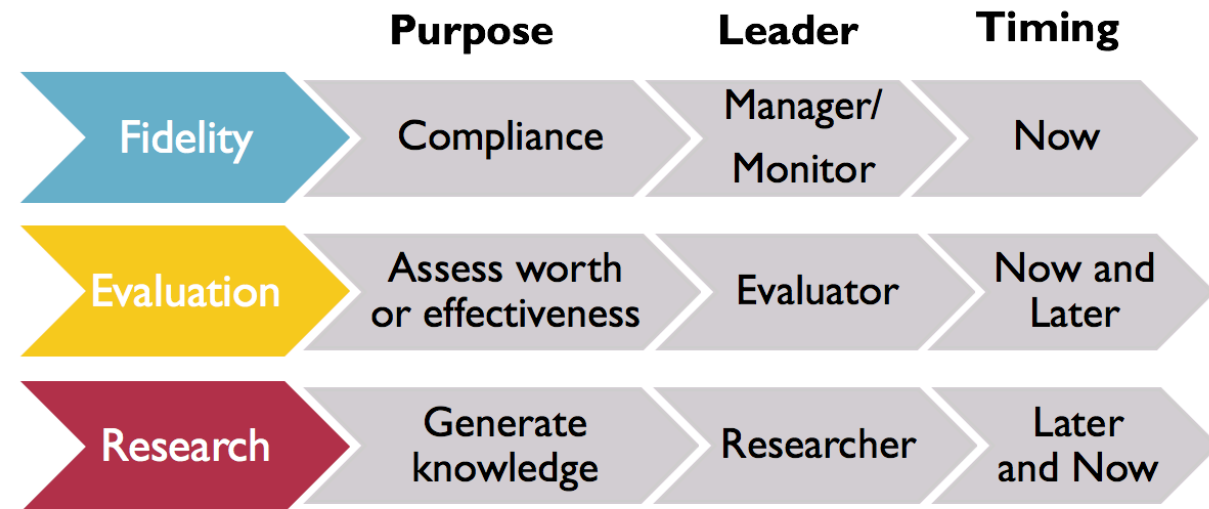 Purpose Leader Timing
Fidelity
Compliance
Manager/
Monitor
Now
Evaluation
Assess worth
or effectiveness
Evaluator
Now and
Later
Research
Generate
knowledge
Researcher
Later
and Now